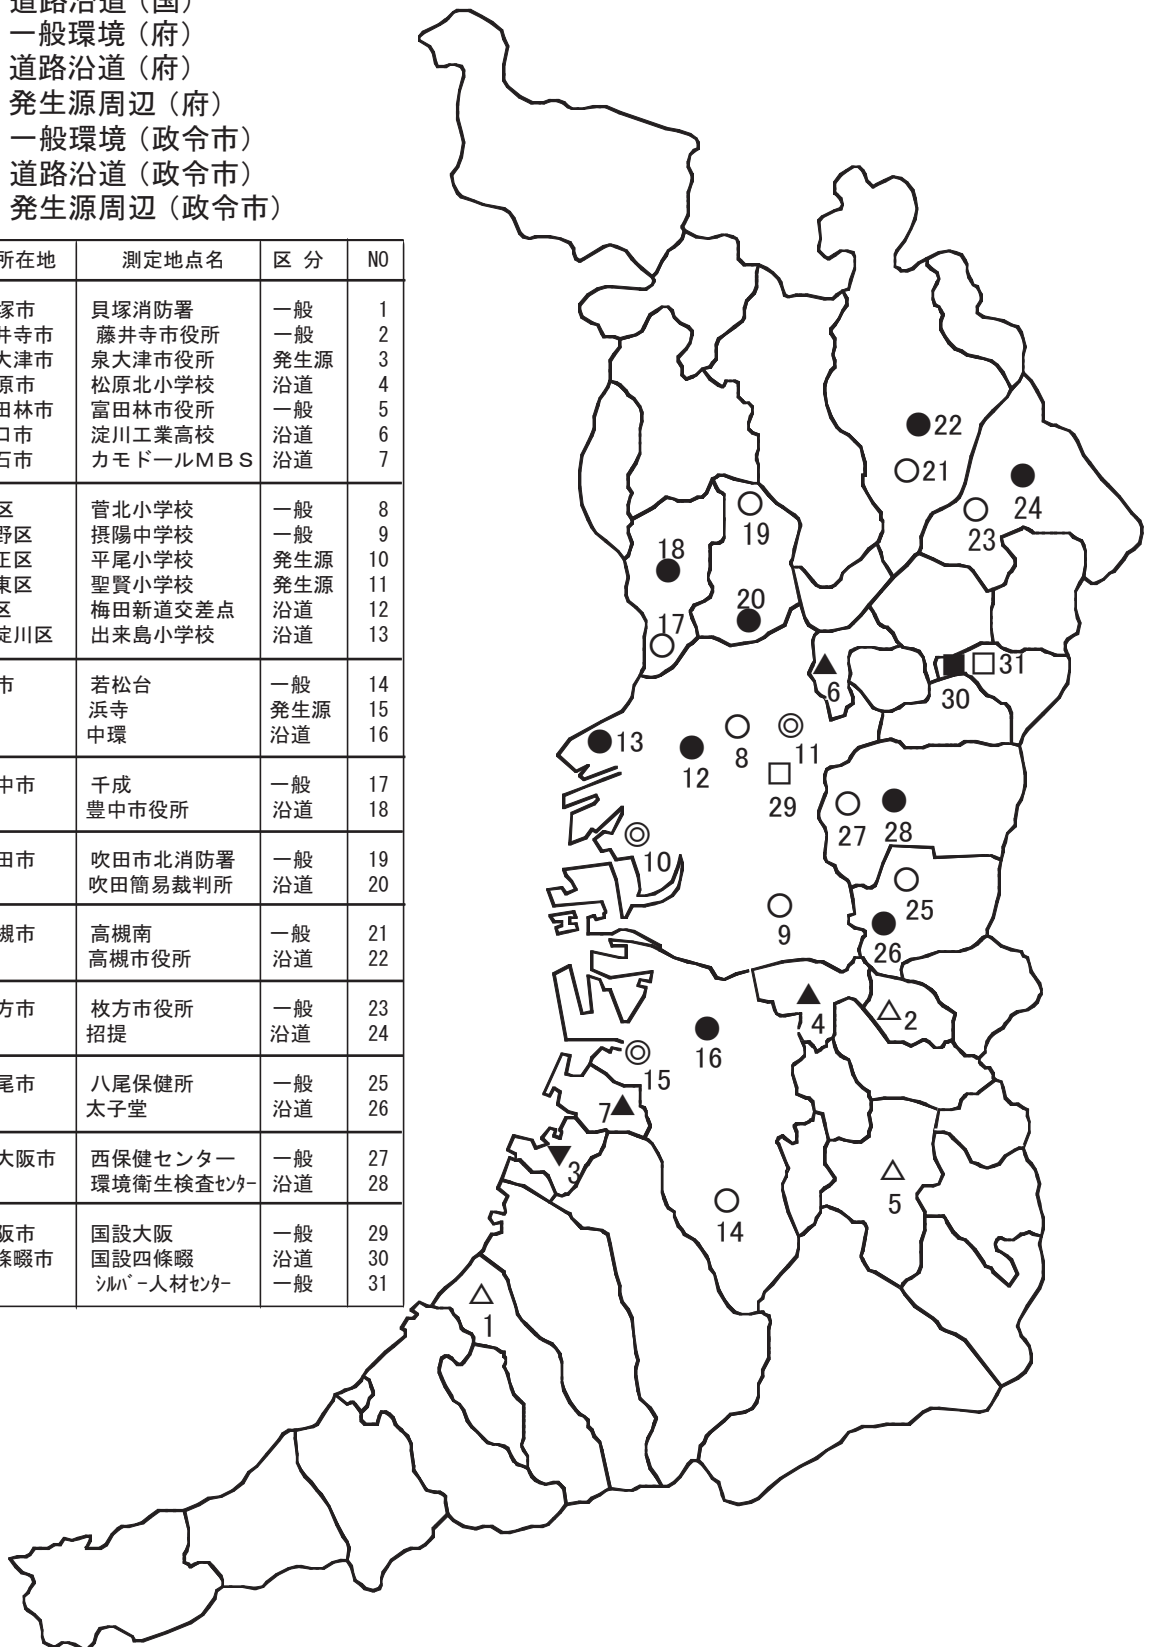 道路沿道（国）
一般環境（府）
道路沿道（府）
発生源周辺（府）
一般環境（政令市）
道路沿道（政令市）
発生源周辺（政令市）
所在地 測定地点名 区 分 NO
塚市 貝塚消防署 一般 1
井寺市 藤井寺市役所 一般 2
大津市 泉大津市役所 発生源 3
原市 松原北小学校 沿道 4
田林市 富田林市役所 一般 5
口市 淀川工業高校 沿道 6
石市 カモドールＭＢＳ 沿道 7
区 菅北小学校 一般 8
野区 摂陽中学校 一般 9
正区 平尾小学校 発生源 10
東区 聖賢小学校 発生源 11
区 梅田新道交差点 沿道 12
淀川区 出来島小学校 沿道 13
市 若松台 一般 14
浜寺 発生源 15
中環 沿道 16
中市 千成 一般 17
豊中市役所 沿道 18
田市 吹田市北消防署 一般 19
吹田簡易裁判所 沿道 20
槻市 高槻南 一般 21
高槻市役所 沿道 22
方市 枚方市役所 一般 23
招提 沿道 24
尾市 八尾保健所 一般 25
太子堂 沿道 26
大阪市 西保健センター 一般 27
環境衛生検査ｾﾝﾀｰ 沿道 28
阪市 国設大阪 一般 29
條畷市 国設四條畷 沿道 30
ｼﾙﾊﾞｰ人材ｾﾝﾀｰ 一般 31
22
21
24
19
23
18
20
17
31
6
30
13
8
11
12
29
27
28
10
25
9
26
4
2
16
15
7
3
5
14
1